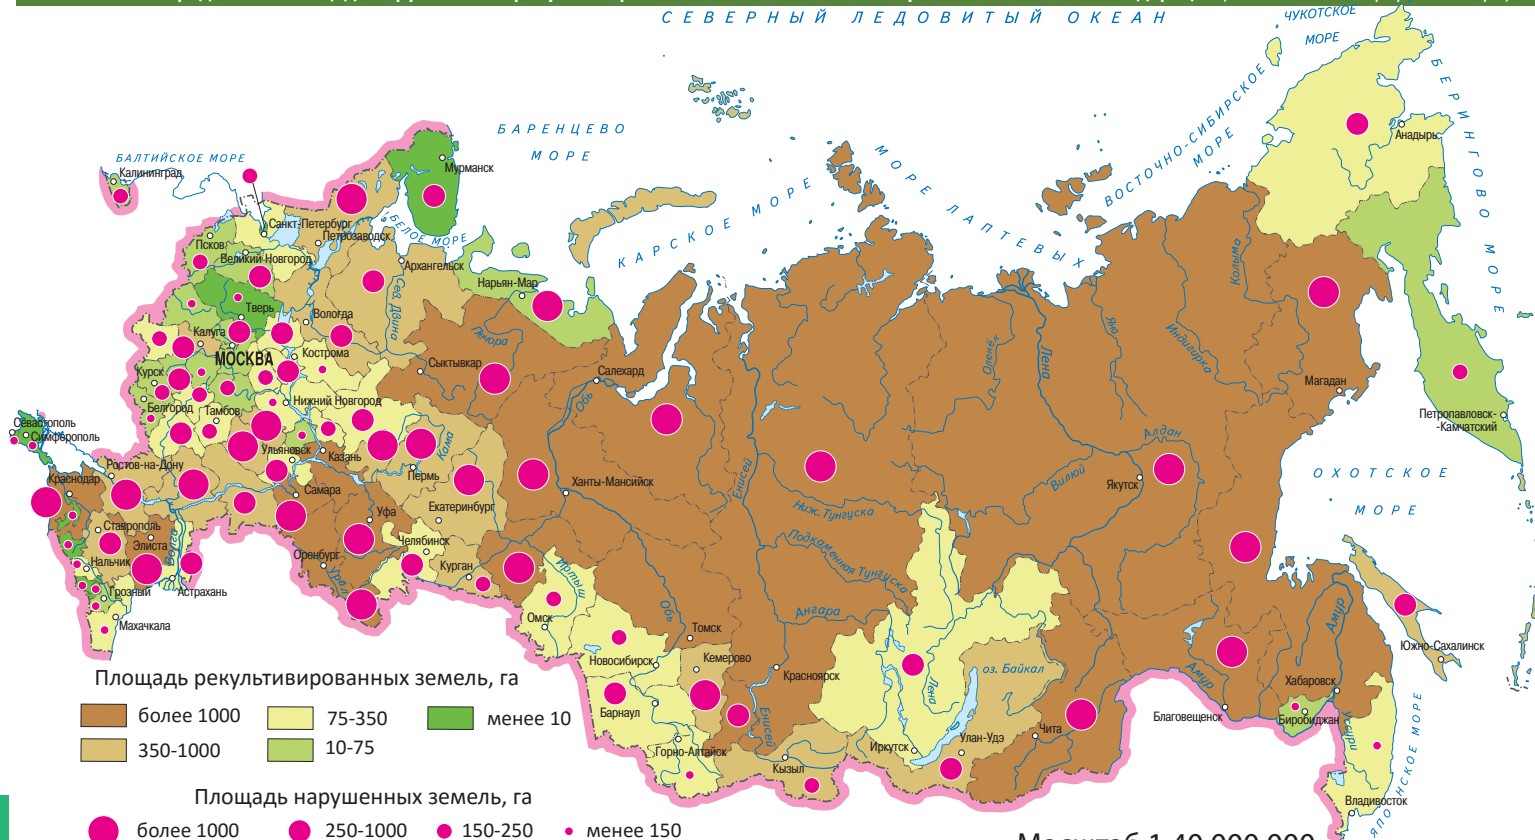 СЕВЕРНЫЙ ЛЕДОВИТЫЙ ОКЕАН
ЧУКОТСКОЕ
МОРЕ
БЕРИНГОВО МОРЕ
ВОСТОЧНО-СИБИРСКОЕ
МОРЕ
БАРЕНЦЕВО
МОРЕ
МОРЕ ЛАПТЕВЫХ
КАРСКОЕ МОРЕ
БАЛТИЙСКОЕ МОРЕ
БЕЛОЕ МОРЕ
Калининград
Мурманск
Анадырь
Санкт-Петербург
Петрозаводск
Псков
Великий Новгород
Архангельск
Нарьян-Мар
Сев. Двина
Тверь
Вологда
Печора
Колыма
Индигирка
Яна
Лена
Оленёк
Калуга
МОСКВА
Кострома
Сыктывкар
Салехард
Обь
Магадан
Курск
Нижний Новгород
Белгород
Тамбов
Петропавловск-
-Камчатский
Севастополь
Симферополь
Ульяновск
Казань
Кама
Пермь
Алдан
Вилюй
Якутск
Енисей
ОХОТСКОЕ
МОРЕ
Ростов-на-Дону
Краснодар
Самара
Ханты-Мансийск
Екатеринбург
Уфа
Ниж. Тунгуска
Подкаменная Тунгуска
Ставрополь
Элиста
Нальчик
Оренбург
Урал
Челябинск
Курган
Иртыш
Грозный
Астрахань
Махачкала
Омск
Обь
Ангара
Томск
Новосибирск
Кемерово
Красноярск
Барнаул
Енисей
Горно-Алтайск
Кызыл
Лена
оз. Байкал
Иркутск
Улан-Удэ
Чита
Амур
Амур
Благовещенск
Хабаровск
Биробиджан
Уссури
Южно-Сахалинск
Владивосток
ЯПОНСКОЕ МОРЕ
Площадь рекультивированных земель, га
более 1000
75-350
менее 10
350-1000
10-75
Площадь нарушенных земель, га
более 1000
250-1000
150-250
менее 150